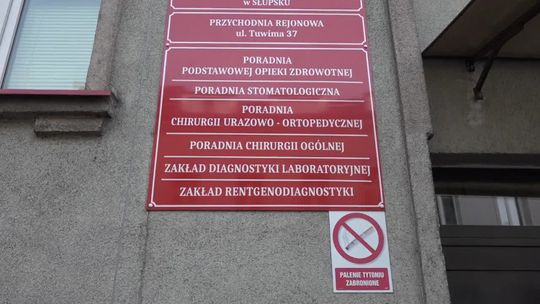 w SŁUPSKU
PRZYCHODNIA REJONOWA
ul. Tuwima 37
PORADNIA
PODSTAWOWEJ OPIEKI ZDROWOTNEJ
PORADNIA STOMATOLOGICZNA
PORADNIA
CHIRURGII URAZOWO - ORTOPEDYCZNEJ
PORADNIA CHIRURGII OGÓLNEJ
ZAKŁAD DIAGNOSTYKI LABORATORYJNEJ
ZAKŁAD RENTGENODIAGNOSTYKI
PALENIE TYTONIU
ZABRONIONE